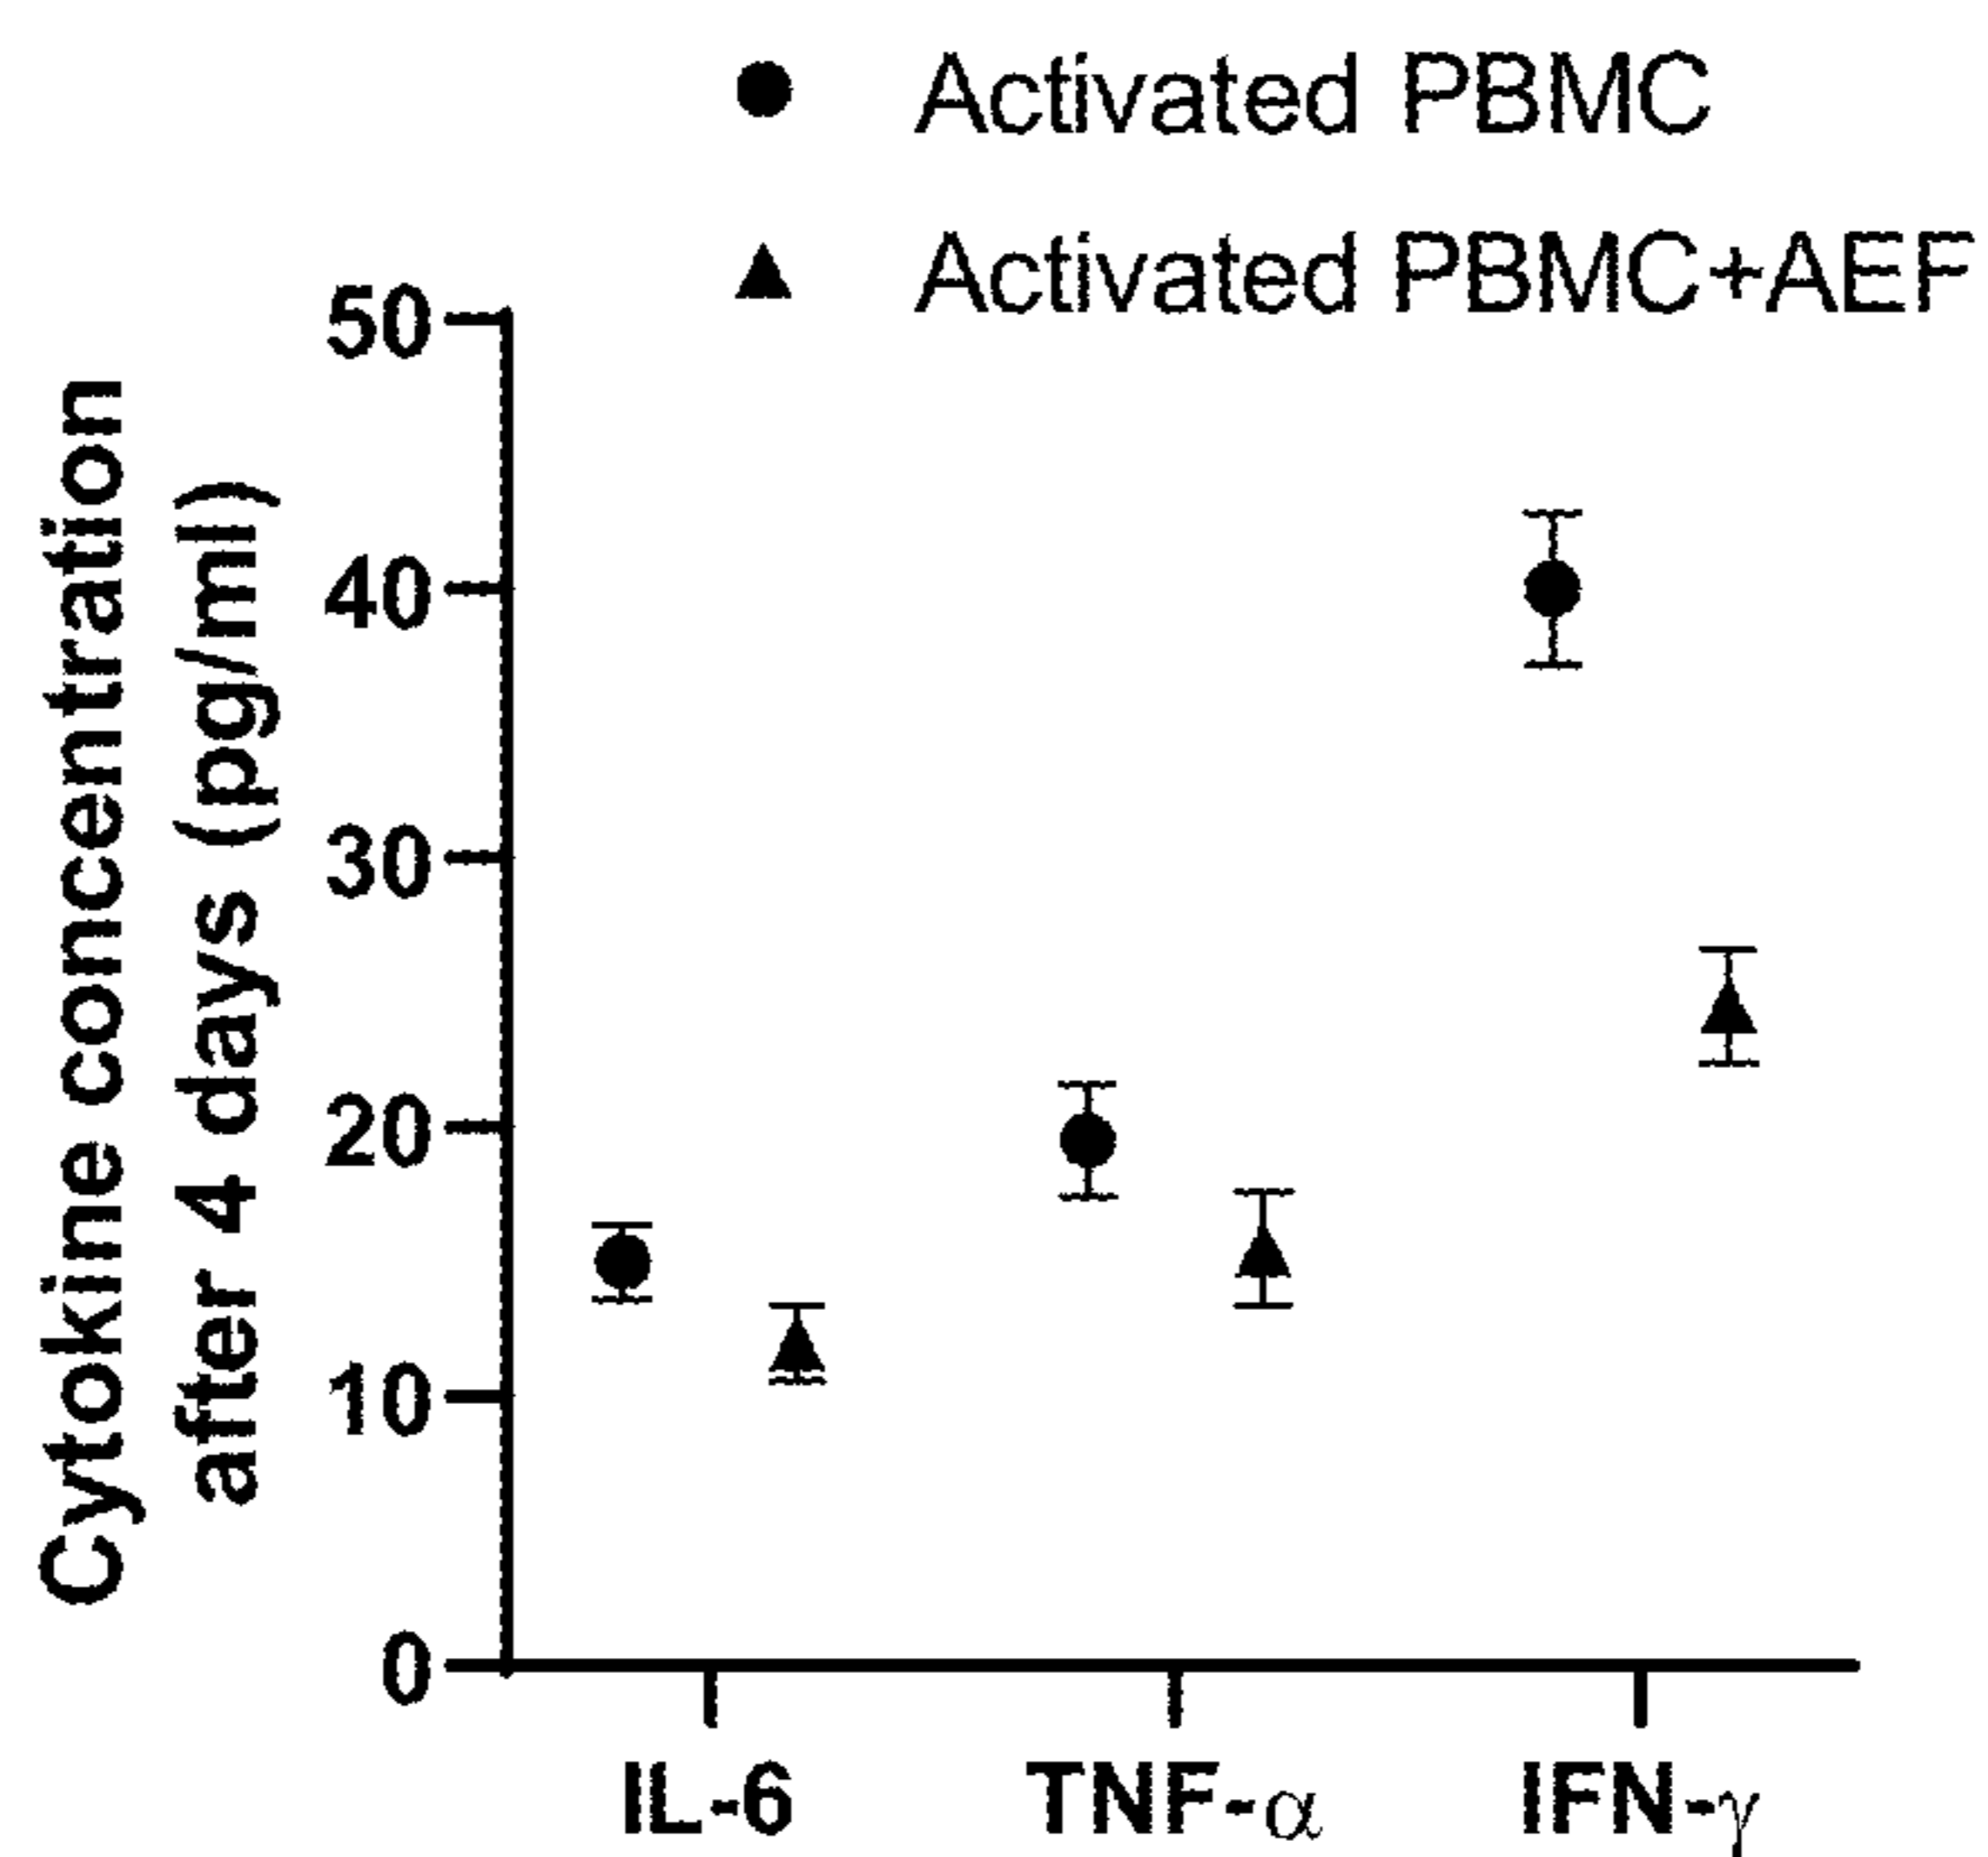 Activated PBMC
Activated PBMC+AEF
Cytokine concentration
after 4 days (pg/ml)
50
40
30
20
10
0
IL-6
TNF-α
IFN-γ